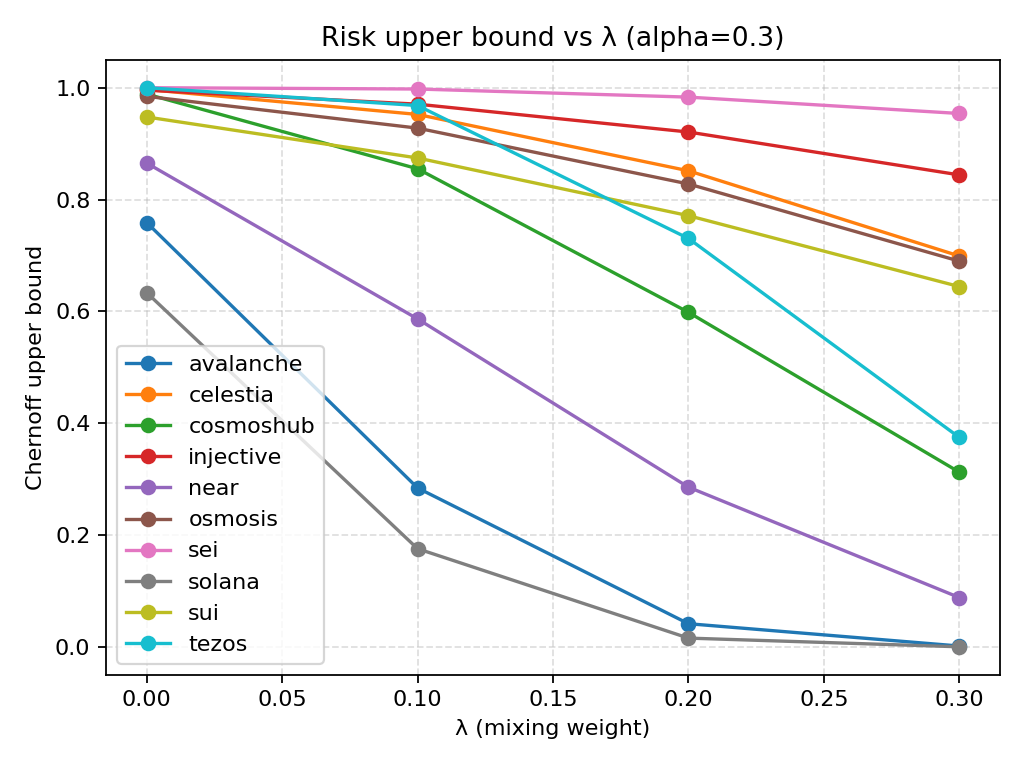 Risk upper bound vs λ (alpha=0.3)
Chernoff upper bound
1.0
0.8
0.6
0.4
0.2
0.0
avalanche
celestia
cosmoshub
injective
near
osmosis
sei
solana
sui
tezos
0.00 0.05 0.10 0.15 0.20 0.25 0.30
λ (mixing weight)